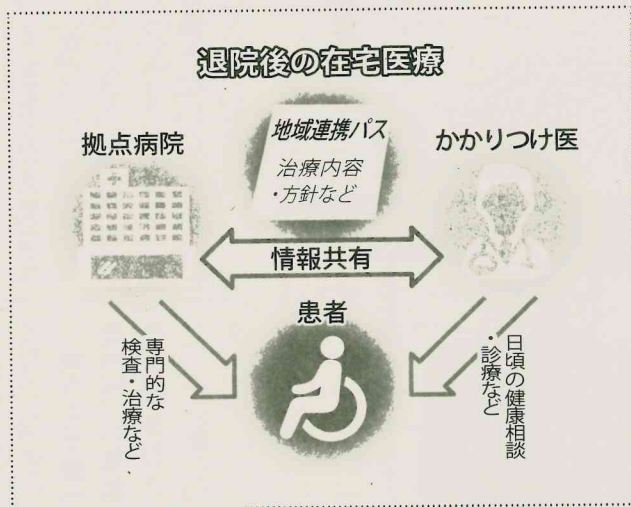 退院後の在宅医療
地域連携パス
治療内容
・方針など
拠点病院
かかりつけ医
情報共有
患者
専門的な
検査・治療など
日頃の健康相談
・診療など